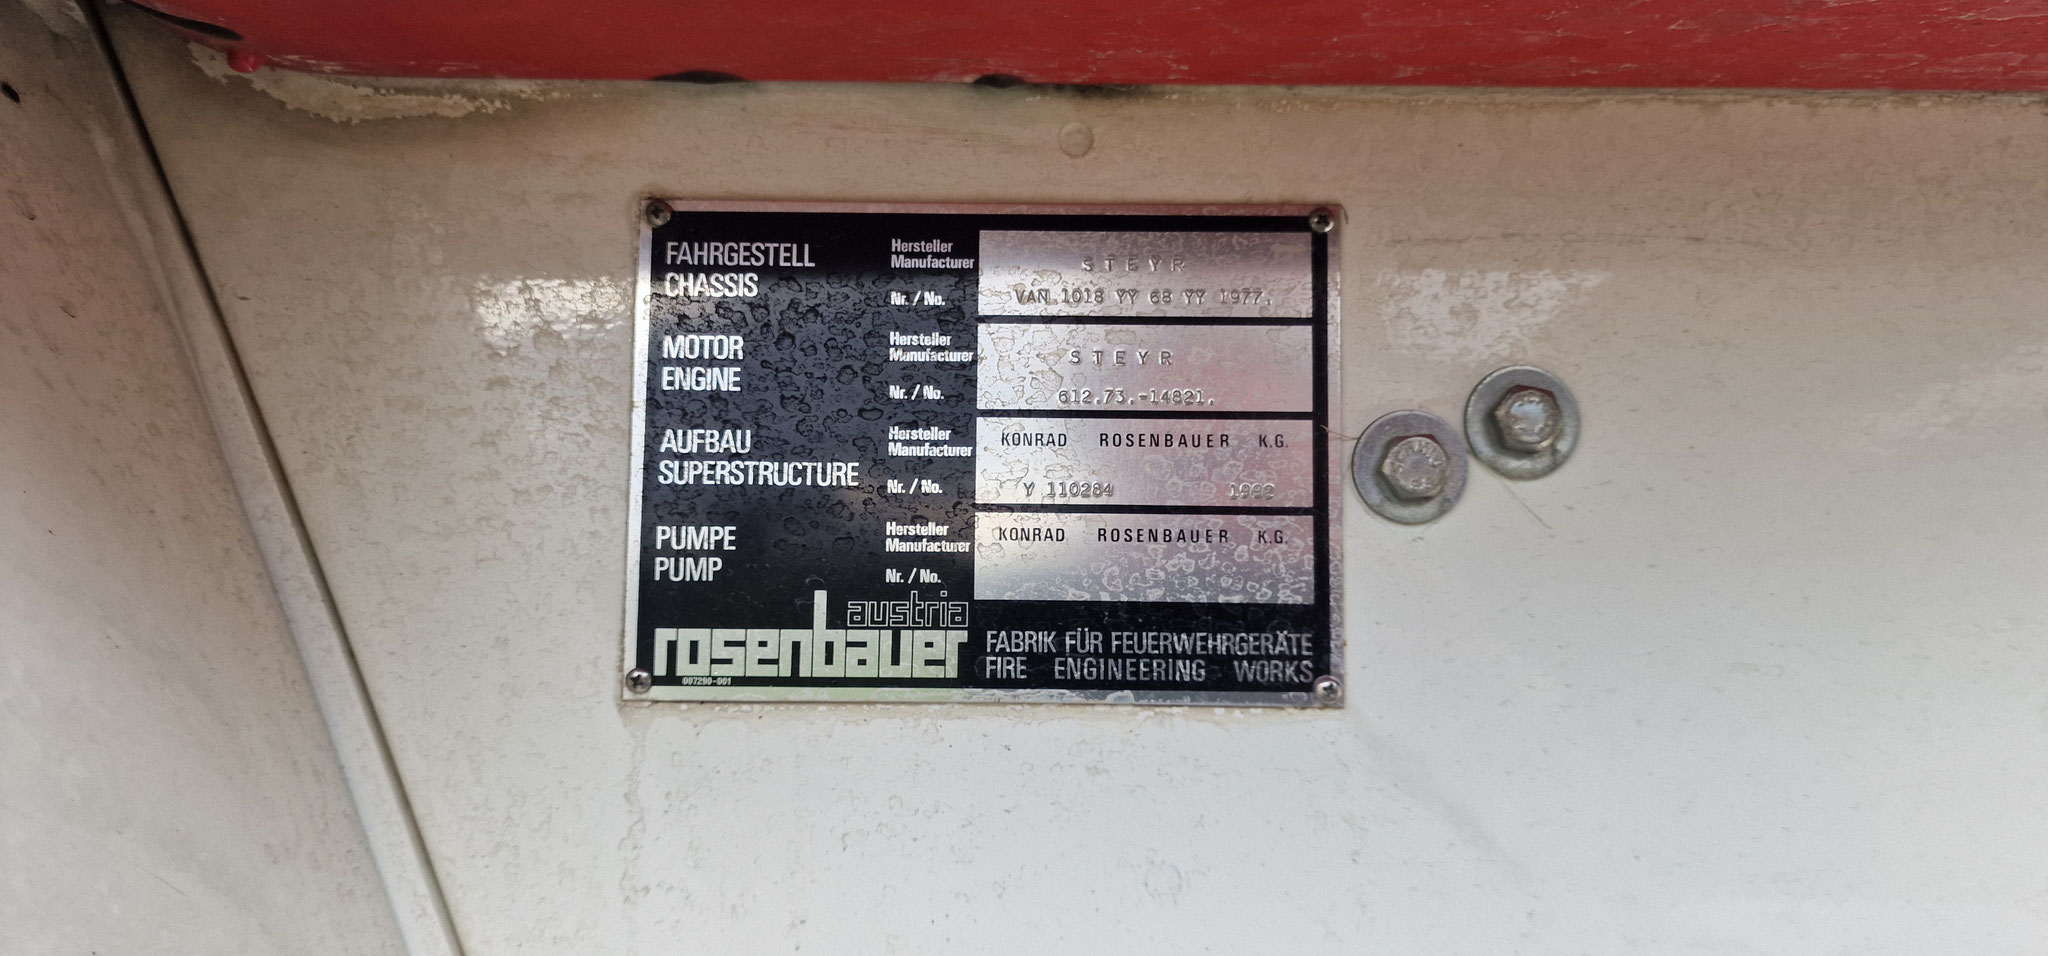 FAHRGESTELL Hersteller
CHASSIS Manufacturer STEYR
Nr. / No. VAN 1018 YY 68 YY 1977.
MOTOR Hersteller
ENGINE Manufacturer STEYR
Nr. / No. 612.73.-14821.
AUFBAU Hersteller KONRAD ROSENBAUER K.G.
SUPERSTRUCTURE Manufacturer
Nr. / No. Y 110284
PUMPE Hersteller KONRAD ROSENBAUER K.G.
PUMP Manufacturer
Nr. / No.
austria
rosenbauer
FABRIK FÜR FEUERWEHRGERÄTE
FIRE ENGINEERING WORKS